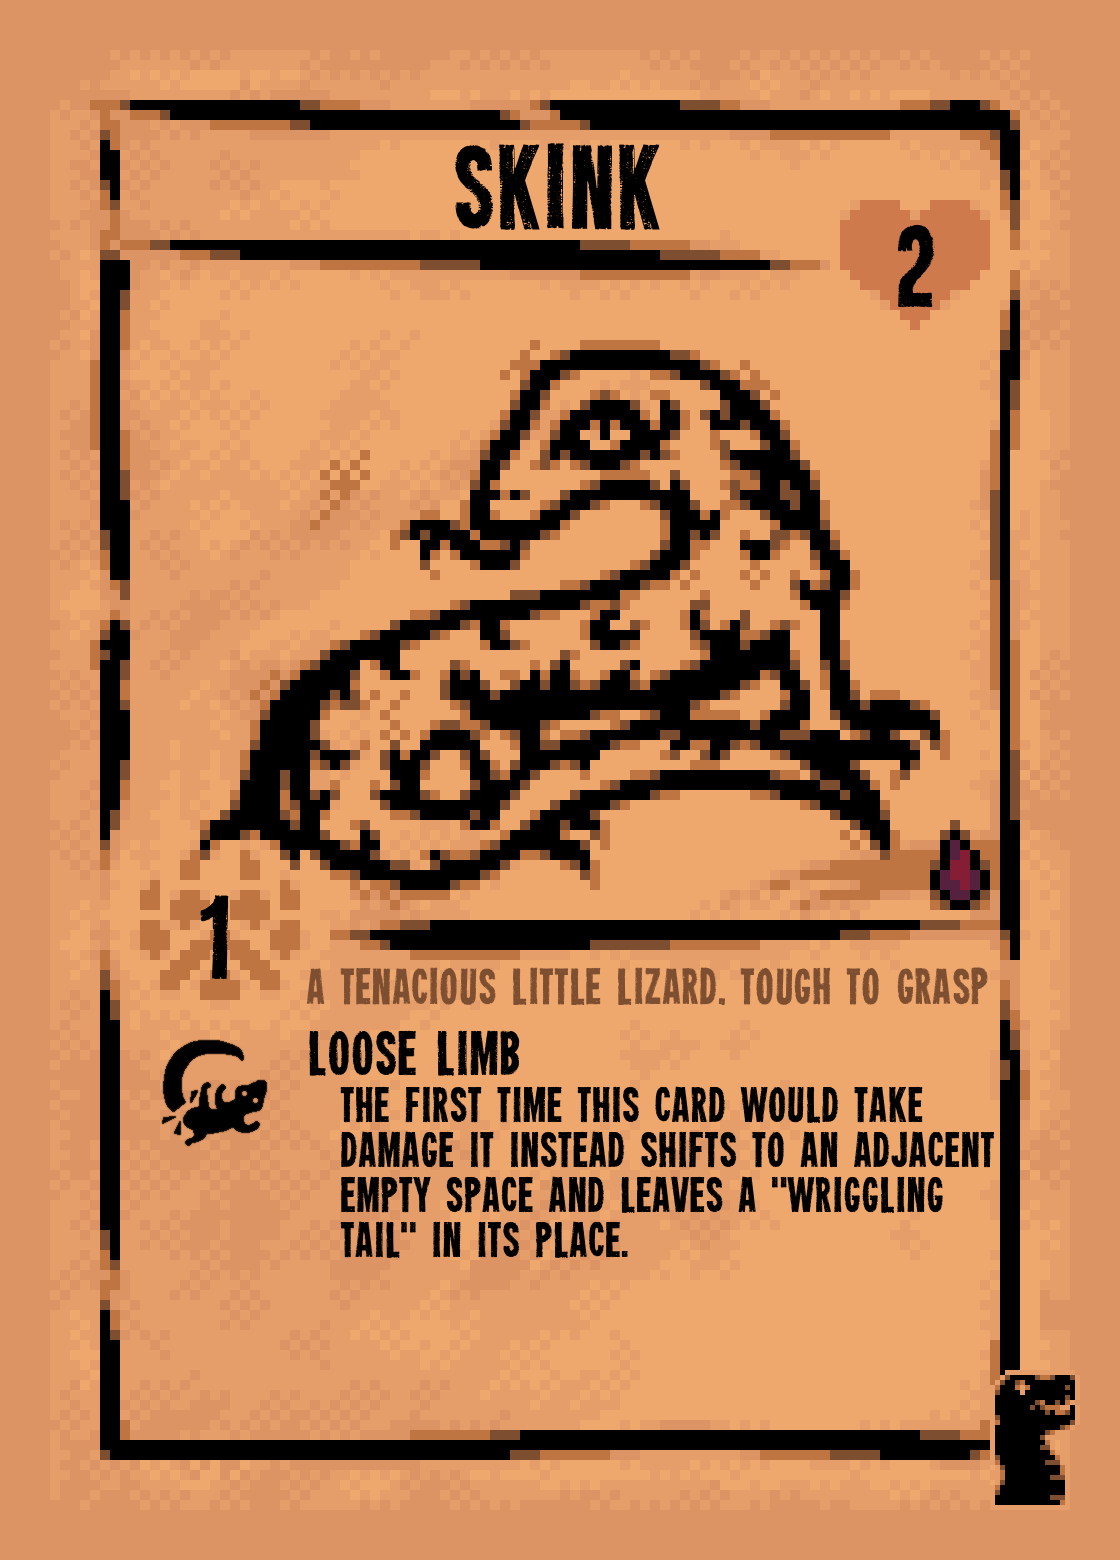 SKINK
2
1
A TENACIOUS LITTLE LIZARD. TOUGH TO GRASP
LOOSE LIMB
THE FIRST TIME THIS CARD WOULD TAKE
DAMAGE IT INSTEAD SHIFTS TO AN ADJACENT
EMPTY SPACE AND LEAVES A "WRIGGLING
TAIL" IN ITS PLACE.